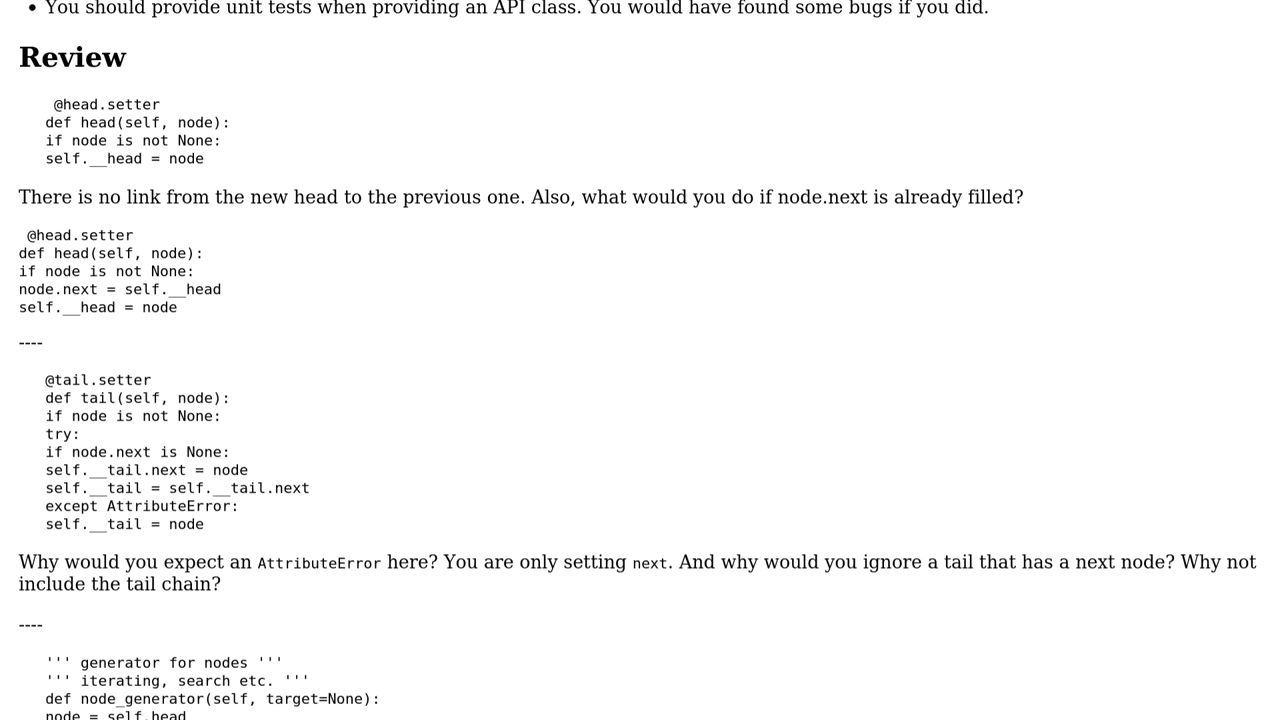 • You should provide unit tests when providing an API class. You would have found some bugs if you did.
Review
@head.setter
def head(self, node):
if node is not None:
self.__head = node
There is no link from the new head to the previous one. Also, what would you do if node.next is already filled?
@head.setter
def head(self, node):
if node is not None:
node.next = self.__head
self.__head = node
----
@tail.setter
def tail(self, node):
if node is not None:
try:
if node.next is None:
self.__tail.next = node
self.__tail = self.__tail.next
except AttributeError:
self.__tail = node
Why would you expect an AttributeError here? You are only setting next. And why would you ignore a tail that has a next node? Why not
include the tail chain?
----
''' generator for nodes '''
''' iterating, search etc. '''
def node_generator(self, target=None):
node = self.head